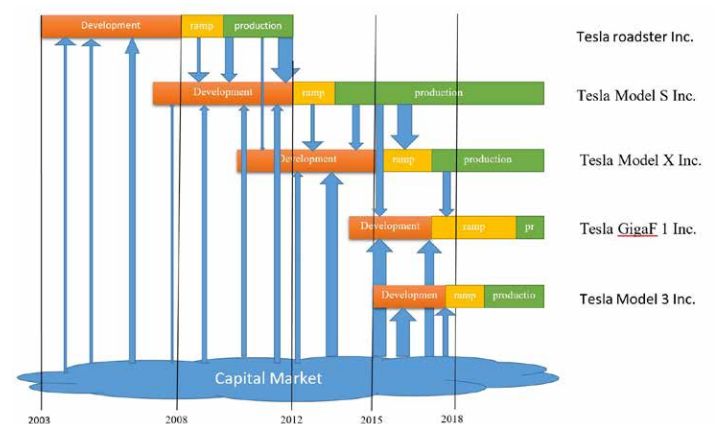 Development ramp production Tesla roadster Inc.
Development ramp production Tesla Model S Inc.
Development ramp production Tesla Model X Inc.
Development ramp pr Tesla GigaF 1 Inc.
Developmen ramp productio Tesla Model 3 Inc.
Capital Market
2003 2008 2012 2015 2018